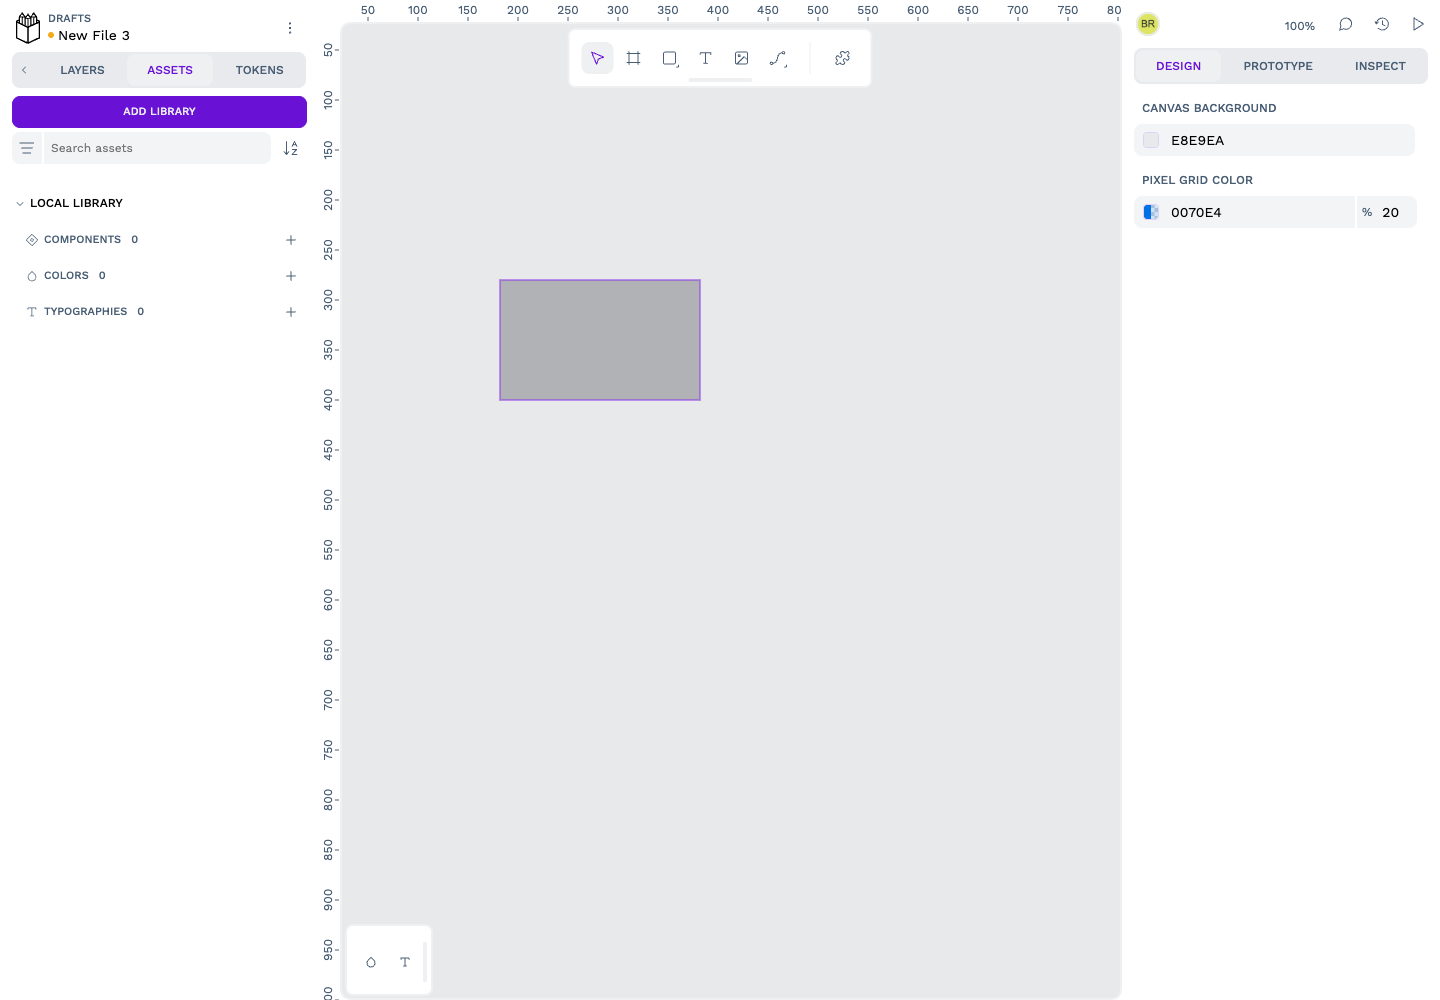 DRAFTS
New File 3
LAYERS
ASSETS
TOKENS
ADD LIBRARY
Search assets
A
Z
LOCAL LIBRARY
COMPONENTS 0
COLORS 0
TYPOGRAPHIES 0
50 100 150 200 250 300 350 400 450 500 550 600 650 700 750 80
50
100
150
200
250
300
350
400
450
500
550
600
650
700
750
800
850
900
950
00
BR
100%
DESIGN
PROTOTYPE
INSPECT
CANVAS BACKGROUND
E8E9EA
PIXEL GRID COLOR
0070E4
% 20